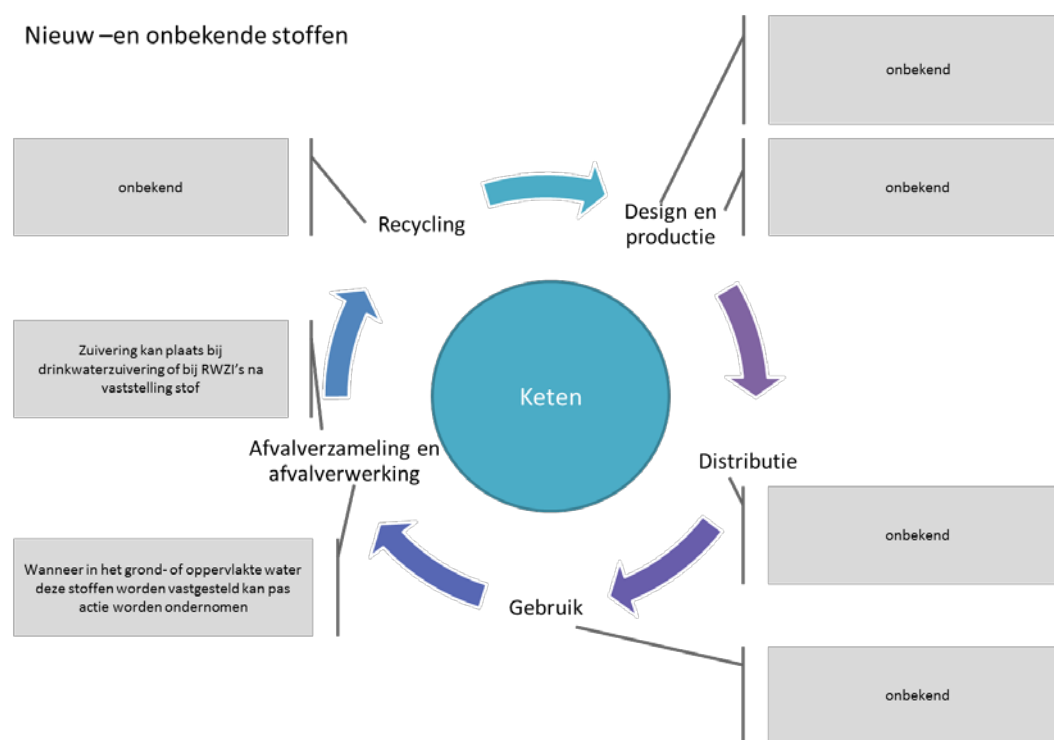 Nieuw –en onbekende stoffen
onbekend
onbekend
onbekend
Recycling
Design en
productie
Zuivering kan plaats bij
drinkwaterzuivering of bij RWZI's na
vaststelling stof
Keten
Afvalverzameling en
afvalverwerking
Distributie
onbekend
Wanneer in het grond- of oppervlakte water
deze stoffen worden vastgesteld kan pas
actie worden ondernomen
Gebruik
onbekend